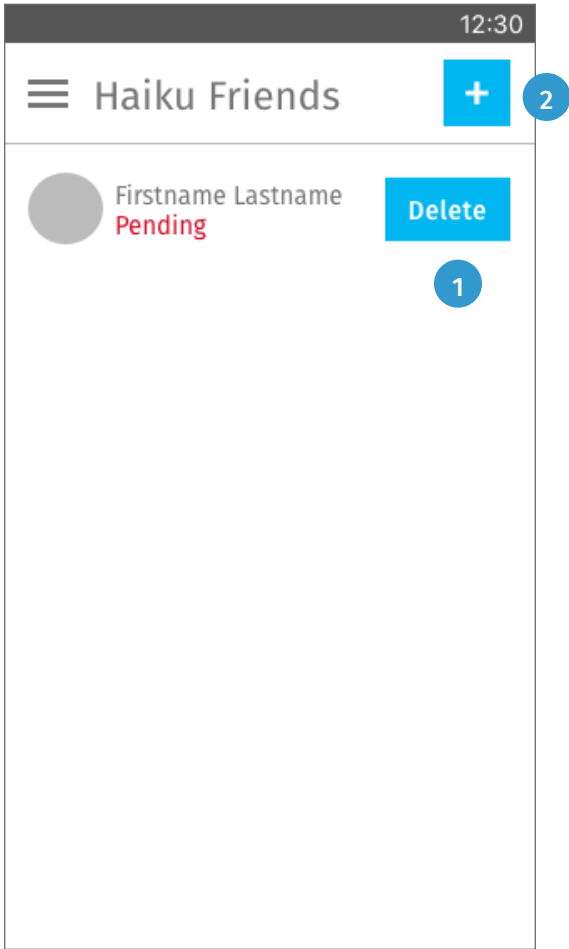 12:30
Haiku Friends
+
2
Firstname Lastname
Pending
Delete
1